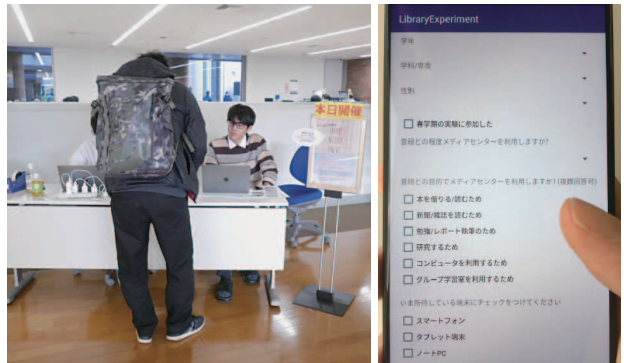 本日開催
LibraryExperiment
学年
学科/専攻
性別
春学期の実験に参加した
普段どの程度メディアセンターを利用しますか?
普段どの目的でメディアセンターを利用しますか?(複数回答可)
本を借りる/読むため
新聞/雑誌を読むため
勉強/レポート執筆のため
研究するため
コンピュータを利用するため
グループ学習室を利用するため
いま所持している端末にチェックをつけてください
スマートフォン
タブレット端末
ノートPC